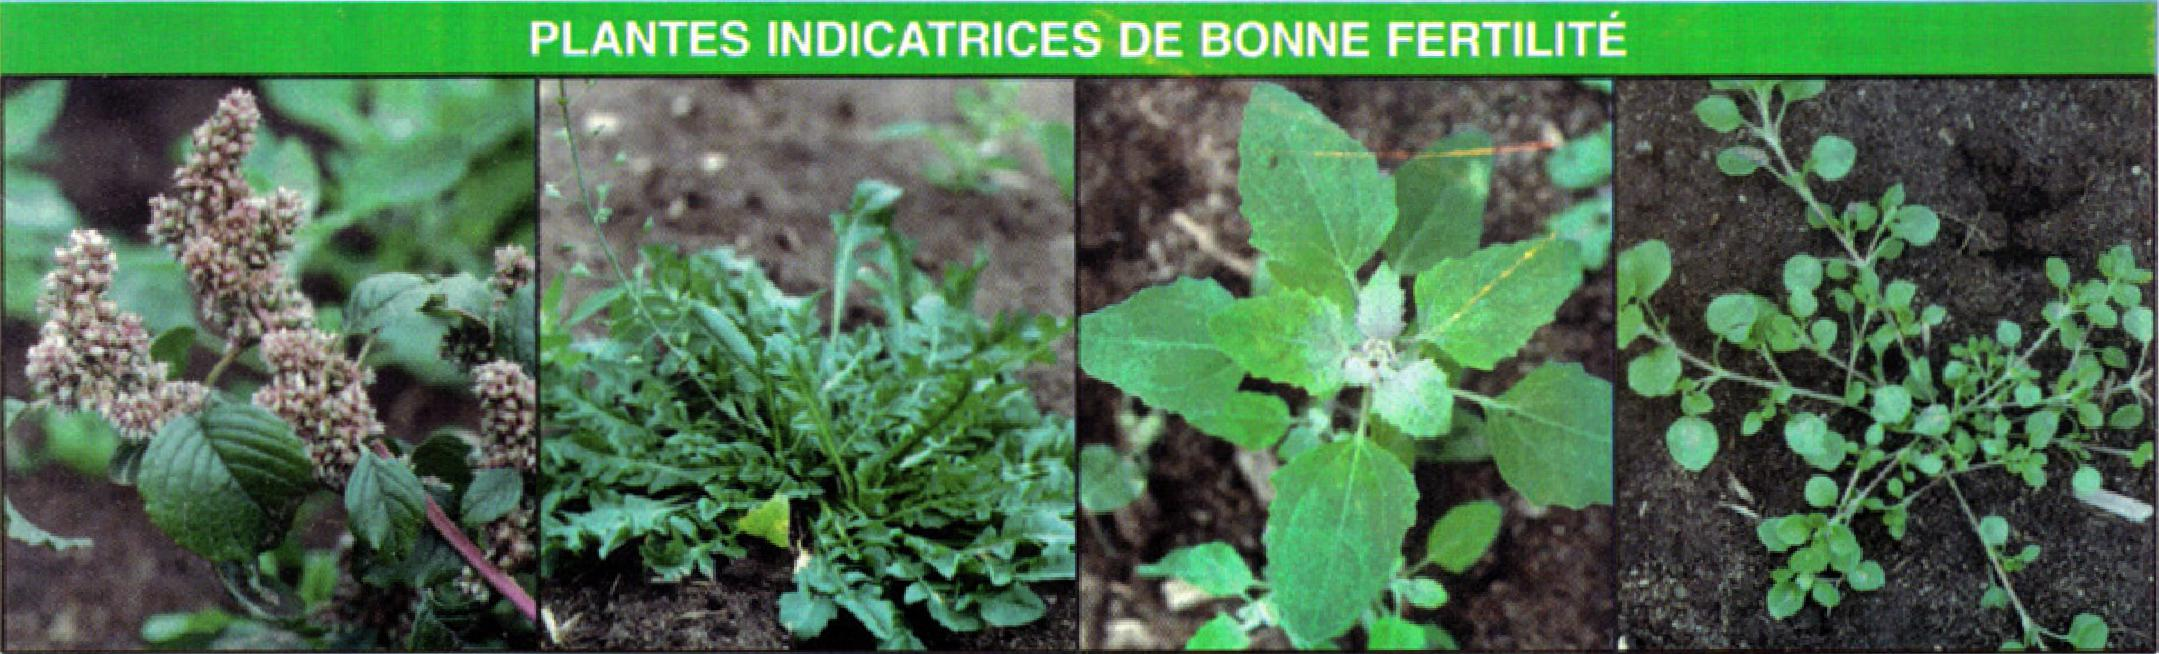 PLANTES INDICATRICES DE BONNE FERTILITÉ